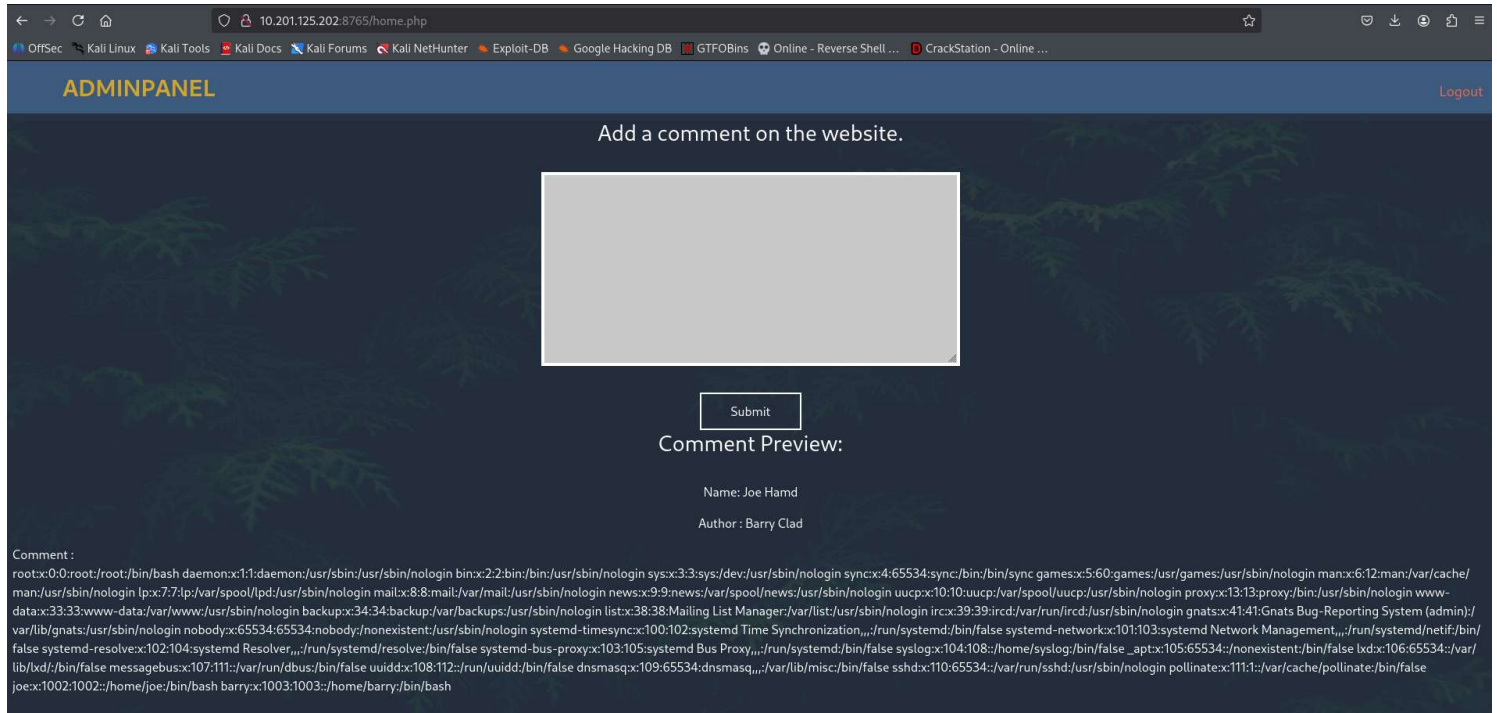 10.201.125.202:8765/home.php
OffSec Kali Linux Kali Tools Kali Docs Kali Forums Kali NetHunter Exploit-DB Google Hacking DB GTFOBins Online - Reverse Shell ... CrackStation - Online ...
ADMINPANEL
Logout
Add a comment on the website.
Submit
Comment Preview:
Name: Joe Hamd
Author : Barry Clad
Comment :
root:x:0:0:root:/root:/bin/bash daemon:x:1:1:daemon:/usr/sbin:/usr/sbin/nologin bin:x:2:2:bin:/bin:/usr/sbin/nologin sys:x:3:3:sys:/dev:/usr/sbin/nologin sync:x:4:65534:sync:/bin:/bin/sync games:x:5:60:games:/usr/games:/usr/sbin/nologin man:x:6:12:man:/var/cache/
man:/usr/sbin/nologin lp:x:7:7:lp:/var/spool/lpd:/usr/sbin/nologin mail:x:8:8:mail:/var/mail:/usr/sbin/nologin news:x:9:9:news:/var/spool/news:/usr/sbin/nologin uucp:x:10:10:uucp:/var/spool/uucp:/usr/sbin/nologin proxy:x:13:13:proxy:/bin:/usr/sbin/nologin www-
data:x:33:33:www-data:/var/www:/usr/sbin/nologin backup:x:34:34:backup:/var/backups:/usr/sbin/nologin list:x:38:38:Mailing List Manager:/var/list:/usr/sbin/nologin irc:x:39:39:ircd:/var/run/ircd:/usr/sbin/nologin gnats:x:41:41:Gnats Bug-Reporting System (admin):/
var/lib/gnats:/usr/sbin/nologin nobody:x:65534:65534:nobody:/nonexistent:/usr/sbin/nologin systemd-timesync:x:100:102:systemd Time Synchronization,,,:/run/systemd:/bin/false systemd-network:x:101:103:systemd Network Management,,,:/run/systemd/netif:/bin/
false systemd-resolve:x:102:104:systemd Resolver,,,:/run/systemd/resolve:/bin/false systemd-bus-proxy:x:103:105:systemd Bus Proxy,,,:/run/systemd:/bin/false syslog:x:104:108::/home/syslog:/bin/false _apt:x:105:65534::/nonexistent:/bin/false lxd:x:106:65534::/var/
lib/lxd/:/bin/false messagebus:x:107:111::/var/run/dbus:/bin/false uuidd:x:108:112::/run/uuidd:/bin/false dnsmasq:x:109:65534:dnsmasq,,,:/var/lib/misc:/bin/false sshd:x:110:65534::/var/run/sshd:/usr/sbin/nologin pollinate:x:111:1::/var/cache/pollinate:/bin/false
joe:x:1002:1002::/home/joe:/bin/bash barry:x:1003:1003::/home/barry:/bin/bash